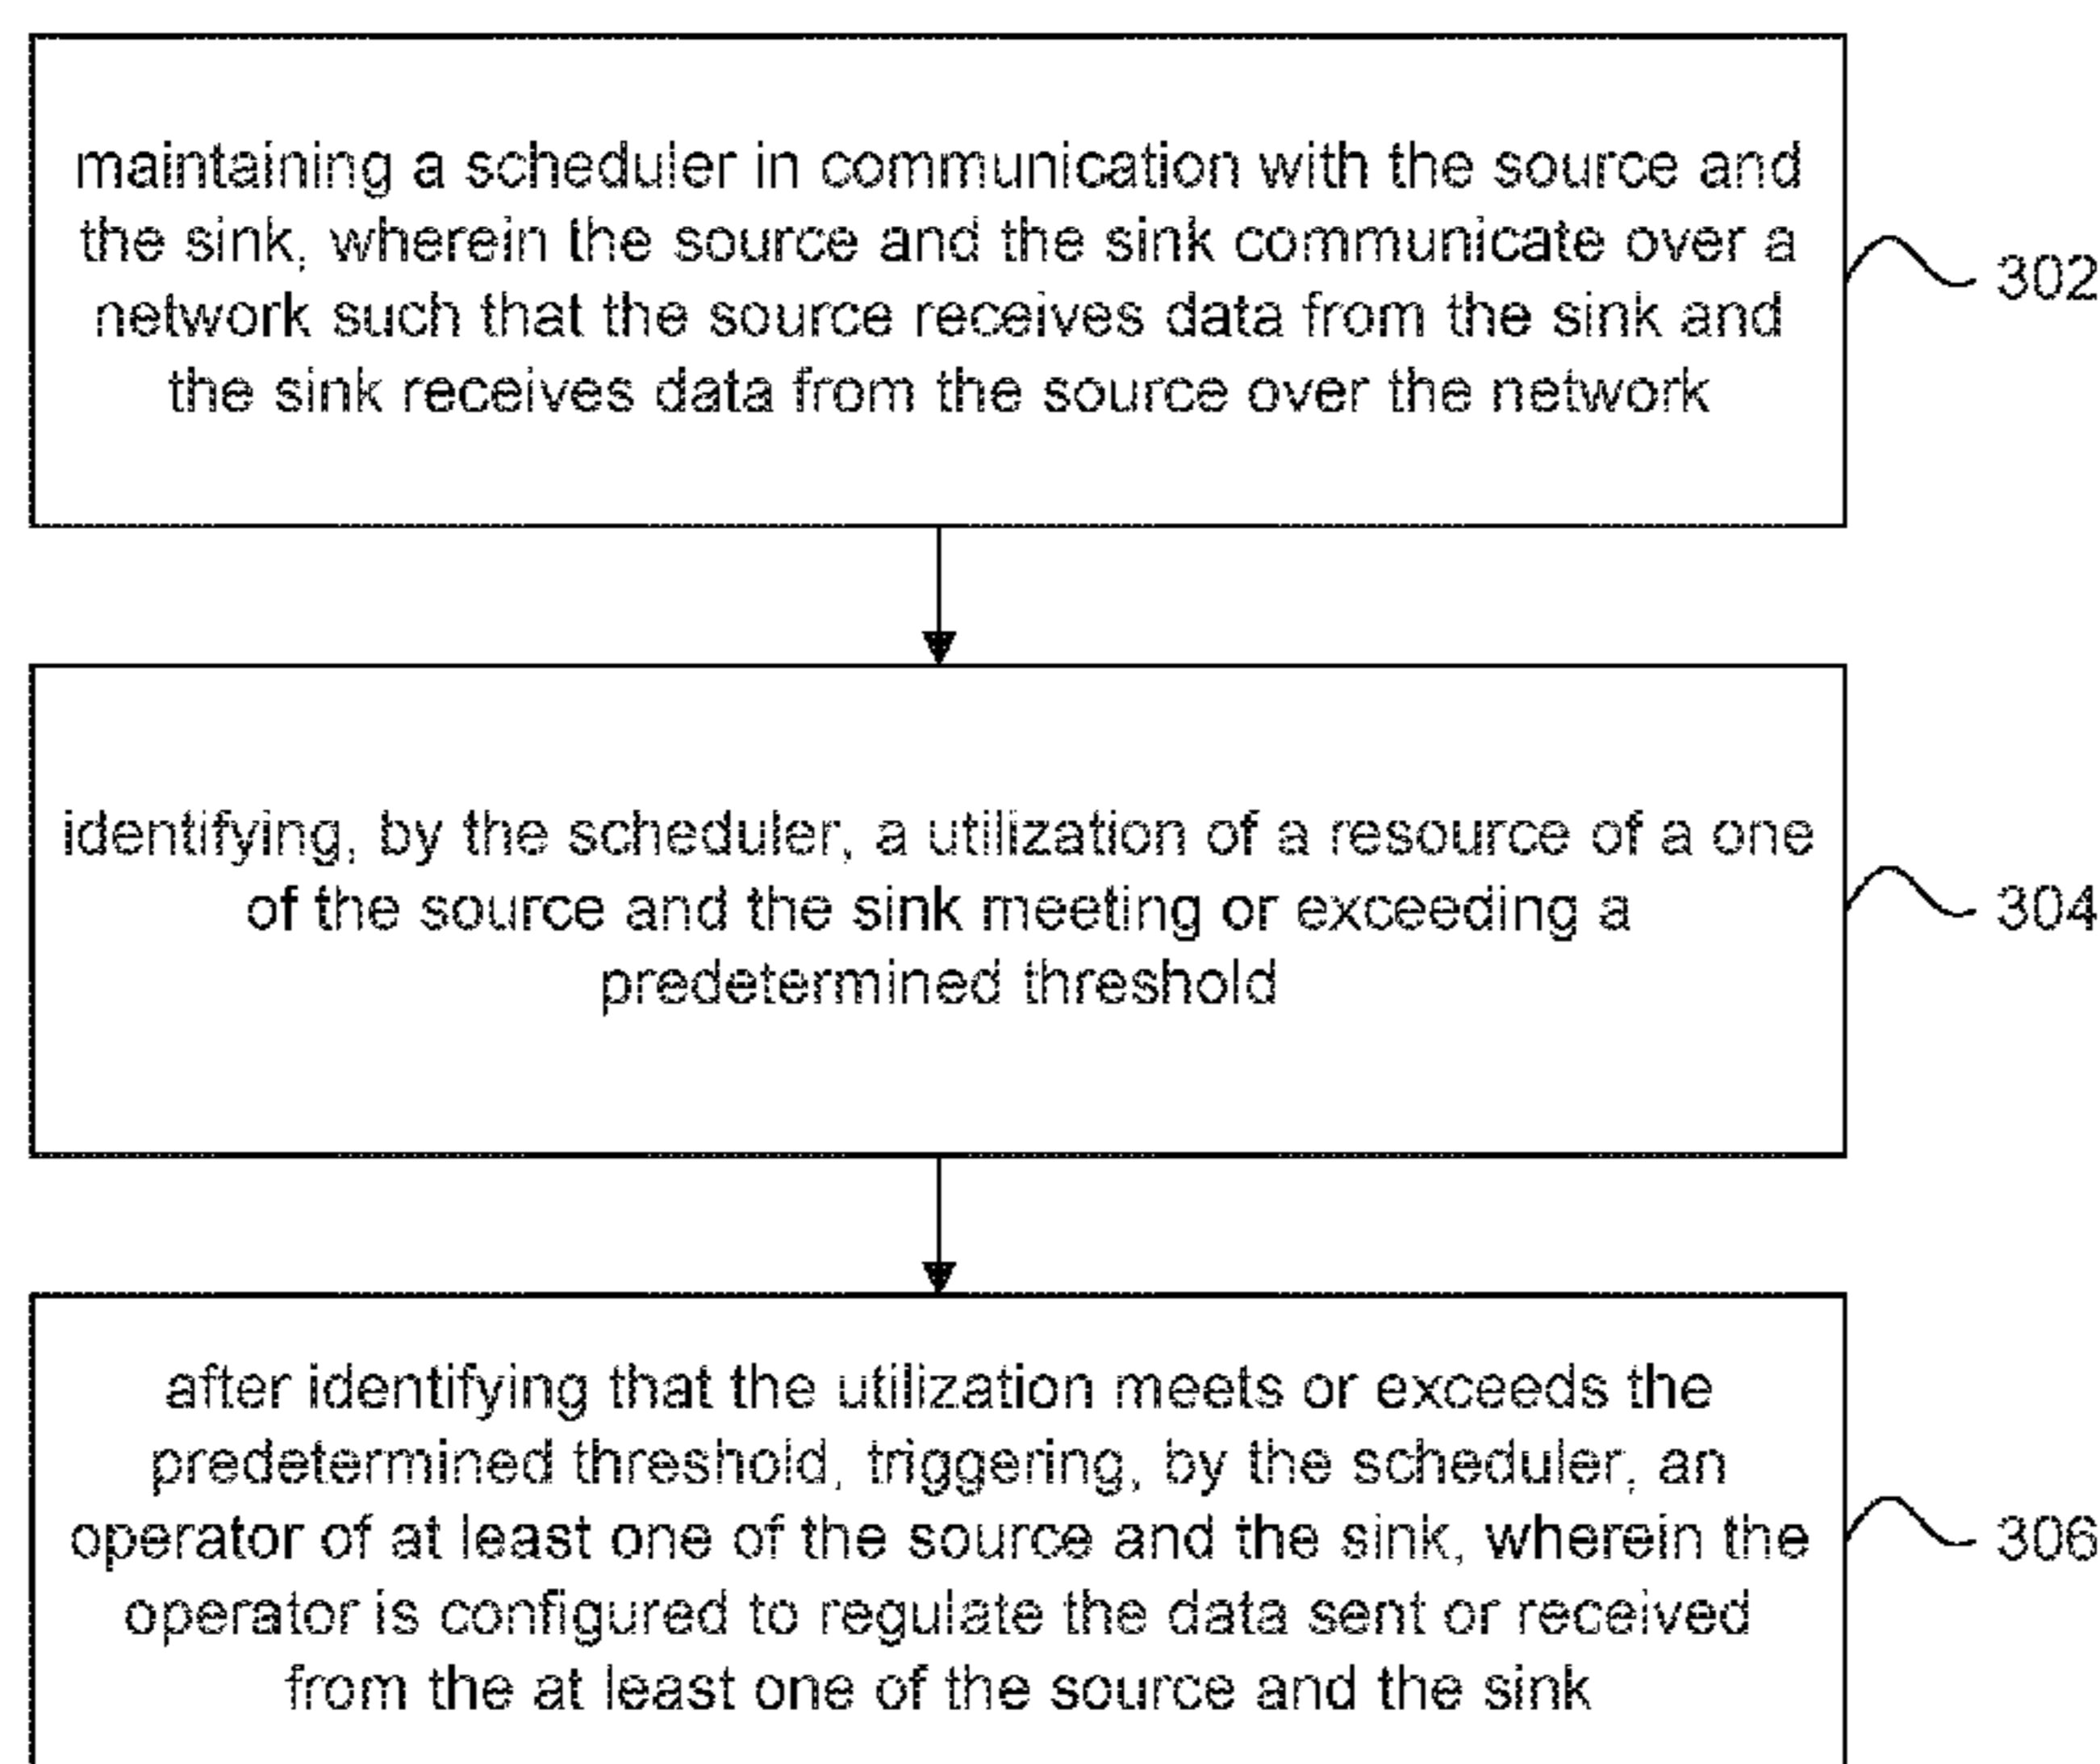 maintaining a scheduler in communication with the source and
the sink, wherein the source and the sink communicate over a
network such that the source receives data from the sink and
the sink receives data from the source over the network
302
identifying, by the scheduler, a utilization of a resource of a one
of the source and the sink meeting or exceeding a
predetermined threshold
304
after identifying that the utilization meets or exceeds the
predetermined threshold, triggering, by the scheduler, an
operator of at least one of the source and the sink, wherein the
operator is configured to regulate the data sent or received
from the at least one of the source and the sink
306